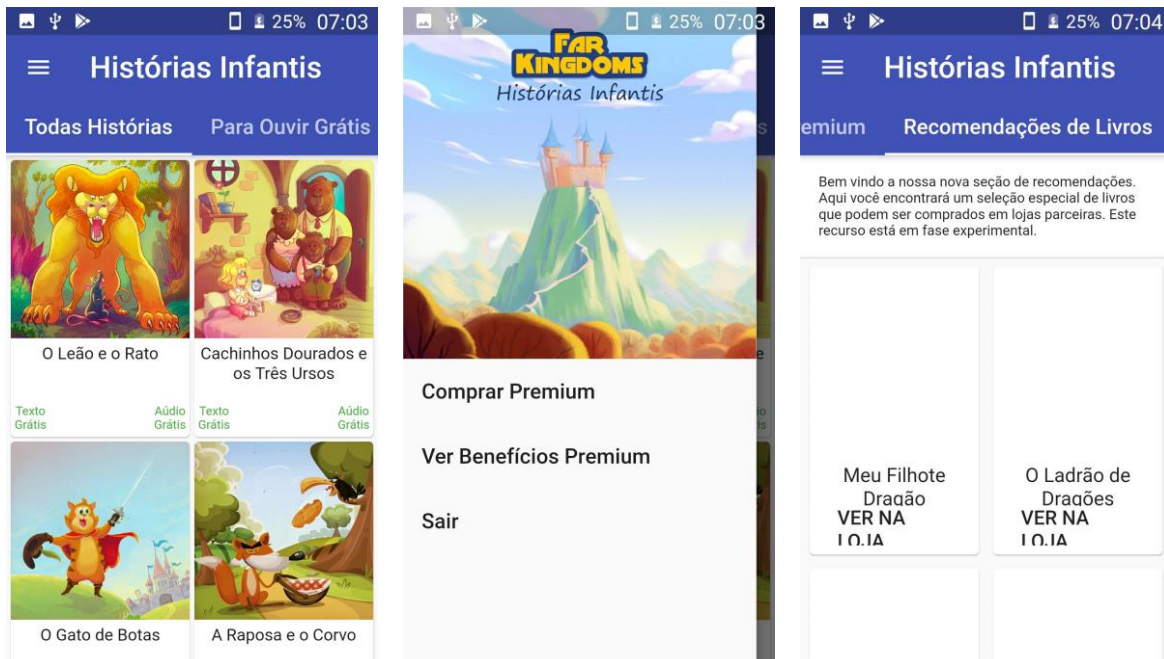 25% 07:03
Histórias Infantis
Todas Histórias Para Ouvir Grátis
O Leão e o Rato
Cachinhos Dourados e
os Três Ursos
Texto
Grátis
Aúdio
Grátis
Texto
Grátis
Aúdio
Grátis
O Gato de Botas
A Raposa e o Corvo
25% 07:03
FAR
KINGDOMS
Histórias Infantis
Comprar Premium
Ver Benefícios Premium
Sair
25% 07:04
Histórias Infantis
emium Recomendações de Livros
Bem vindo a nossa nova seção de recomendações.
Aqui você encontrará um seleção especial de livros
que podem ser comprados em lojas parceiras. Este
recurso está em fase experimental.
Meu Filhote
Dragão
VER NA
LOJA
O Ladrão de
Dragões
VER NA
LOJA